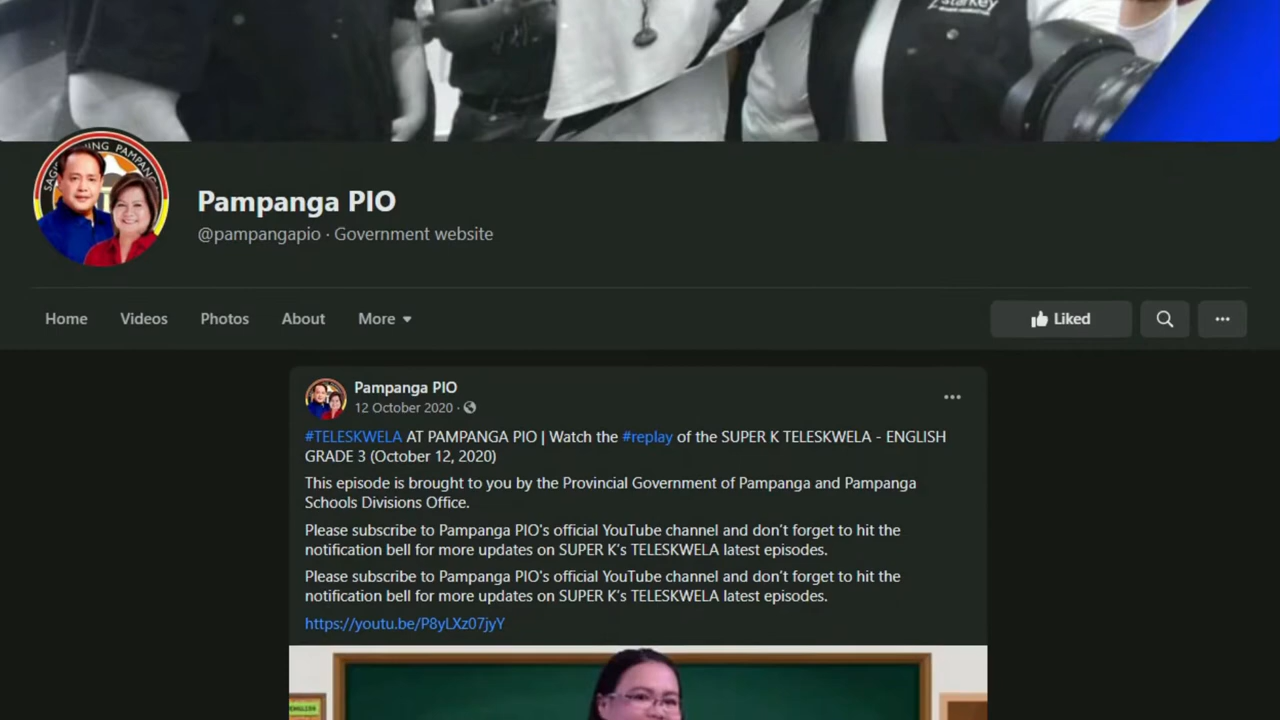 Starkey
SAGIP
NING PAMPANGA
Pampanga PIO
@pampangapio · Government website
Home
Videos
Photos
About
More
Liked
Pampanga PIO
12 October 2020 ·
#TELESKWELA AT PAMPANGA PIO | Watch the #replay of the SUPER K TELESKWELA - ENGLISH
GRADE 3 (October 12, 2020)
This episode is brought to you by the Provincial Government of Pampanga and Pampanga
Schools Divisions Office.
Please subscribe to Pampanga PIO's official YouTube channel and don't forget to hit the
notification bell for more updates on SUPER K's TELESKWELA latest episodes.
Please subscribe to Pampanga PIO's official YouTube channel and don't forget to hit the
notification bell for more updates on SUPER K's TELESKWELA latest episodes.
https://youtu.be/P8yLXz07jyY
ENGLISH